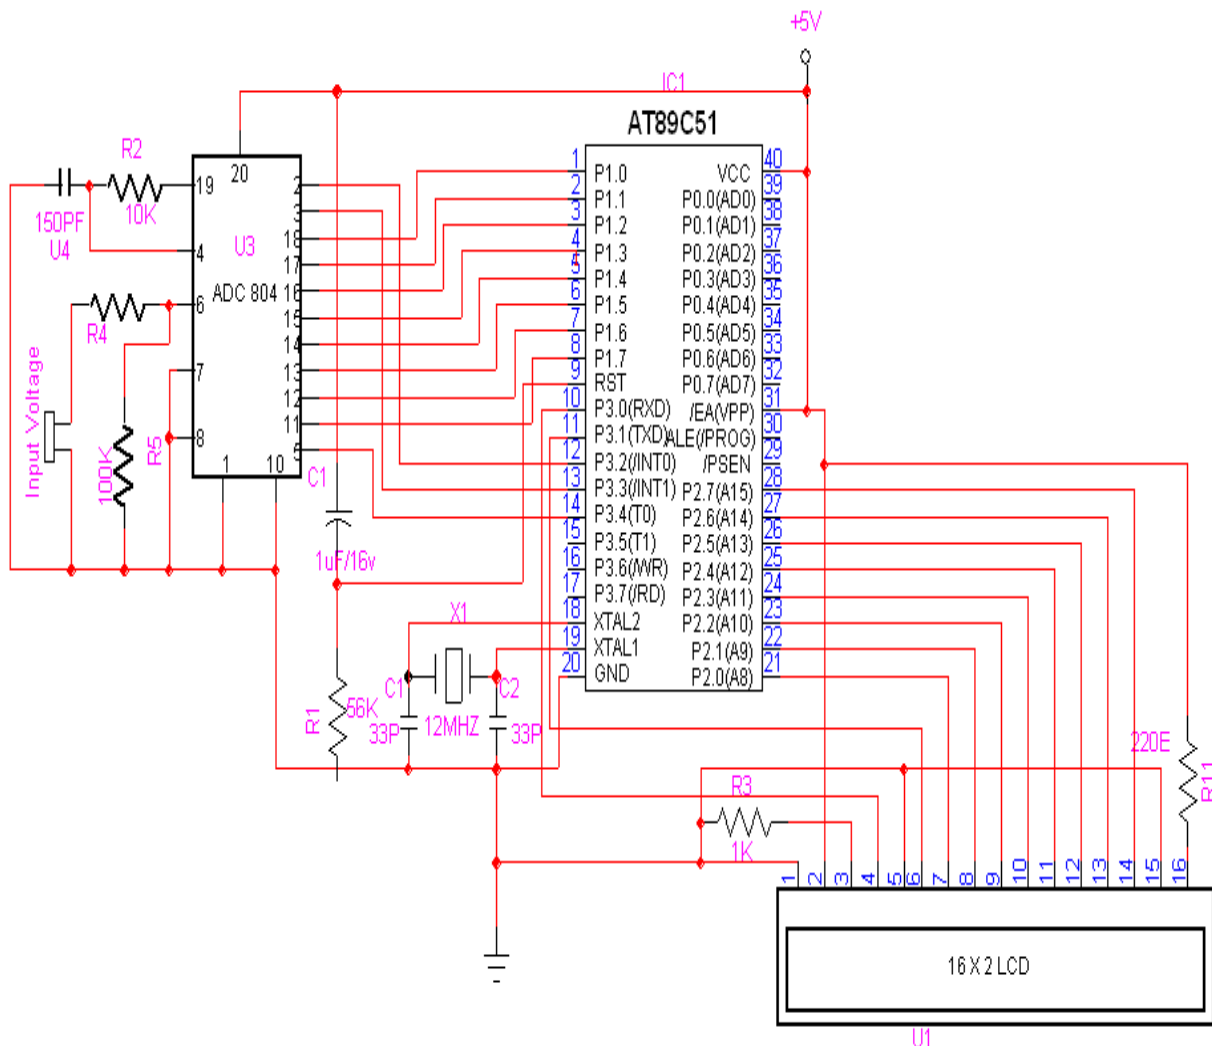 +5V
IC1
AT89C51
R2
10K
150PF
U4
20
19
4
6
7
8
1
10
U3
ADC 804
2
3
18
17
16
15
14
13
12
11
5
R4
Input Voltage
100K
R5
C1
1uF/16v
R1
56K
X1
C1
C2
33P
12MHZ
33P
1 P1.0
2 P1.1
3 P1.2
4 P1.3
5 P1.4
6 P1.5
7 P1.6
8 P1.7
9 RST
10 P3.0(RXD)
11 P3.1(TXD)
12 P3.2(/INT0)
13 P3.3(/INT1)
14 P3.4(T0)
15 P3.5(T1)
16 P3.6(/WR)
17 P3.7(/RD)
18 XTAL2
19 XTAL1
20 GND
VCC 40
P0.0(AD0) 39
P0.1(AD1) 38
P0.2(AD2) 37
P0.3(AD3) 36
P0.4(AD4) 35
P0.5(AD5) 34
P0.6(AD6) 33
P0.7(AD7) 32
/EA(VPP) 31
ALE(/PROG) 30
/PSEN 29
P2.7(A15) 28
P2.6(A14) 27
P2.5(A13) 26
P2.4(A12) 25
P2.3(A11) 24
P2.2(A10) 23
P2.1(A9) 22
P2.0(A8) 21
220E
R11
R3
1K
1 2 3 4 5 6 7 8 9 10 11 12 13 14 15 16
16 X 2 LCD
U1